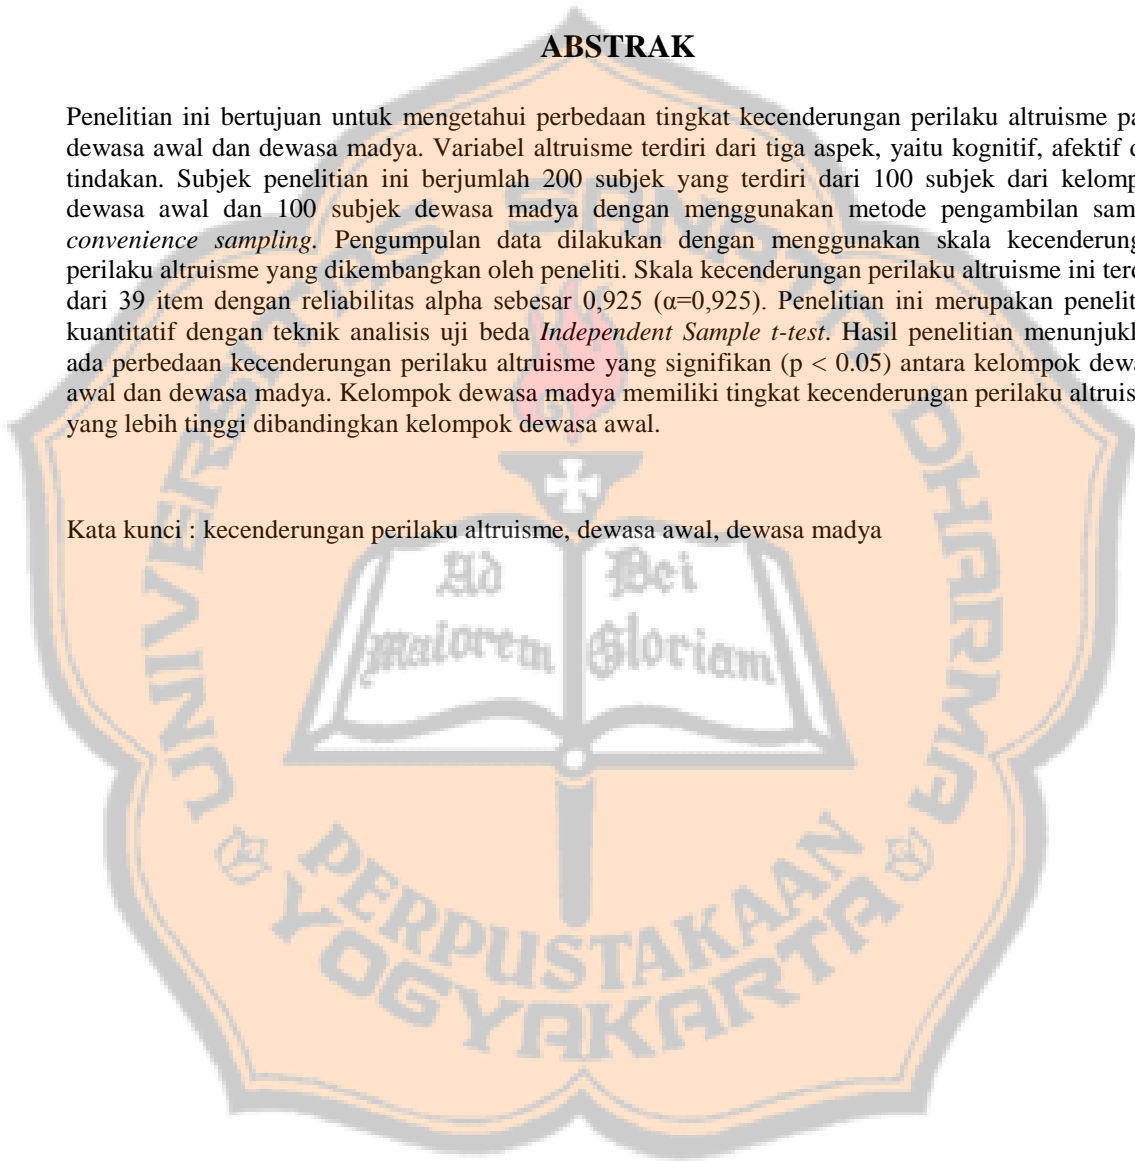 ABSTRAK
Penelitian ini bertujuan untuk mengetahui perbedaan tingkat kecenderungan perilaku altruisme pa
dewasa awal dan dewasa madya. Variabel altruisme terdiri dari tiga aspek, yaitu kognitif, afektif d
tindakan. Subjek penelitian ini berjumlah 200 subjek yang terdiri dari 100 subjek dari kelomp
dewasa awal dan 100 subjek dewasa madya dengan menggunakan metode pengambilan sam
convenience sampling. Pengumpulan data dilakukan dengan menggunakan skala kecenderung
perilaku altruisme yang dikembangkan oleh peneliti. Skala kecenderungan perilaku altruisme ini terd
dari 39 item dengan reliabilitas alpha sebesar 0,925 (α=0,925). Penelitian ini merupakan penelit
kuantitatif dengan teknik analisis uji beda Independent Sample t-test. Hasil penelitian menunjukk
ada perbedaan kecenderungan perilaku altruisme yang signifikan (p < 0.05) antara kelompok dewa
awal dan dewasa madya. Kelompok dewasa madya memiliki tingkat kecenderungan perilaku altruis
yang lebih tinggi dibandingkan kelompok dewasa awal.
Kata kunci : kecenderungan perilaku altruisme, dewasa awal, dewasa madya
UNIVERSITAS SANATA DHARMA
Ad
maiorem
Dei
Gloriam
PERPUSTAKAAN
YOGYAKARTA